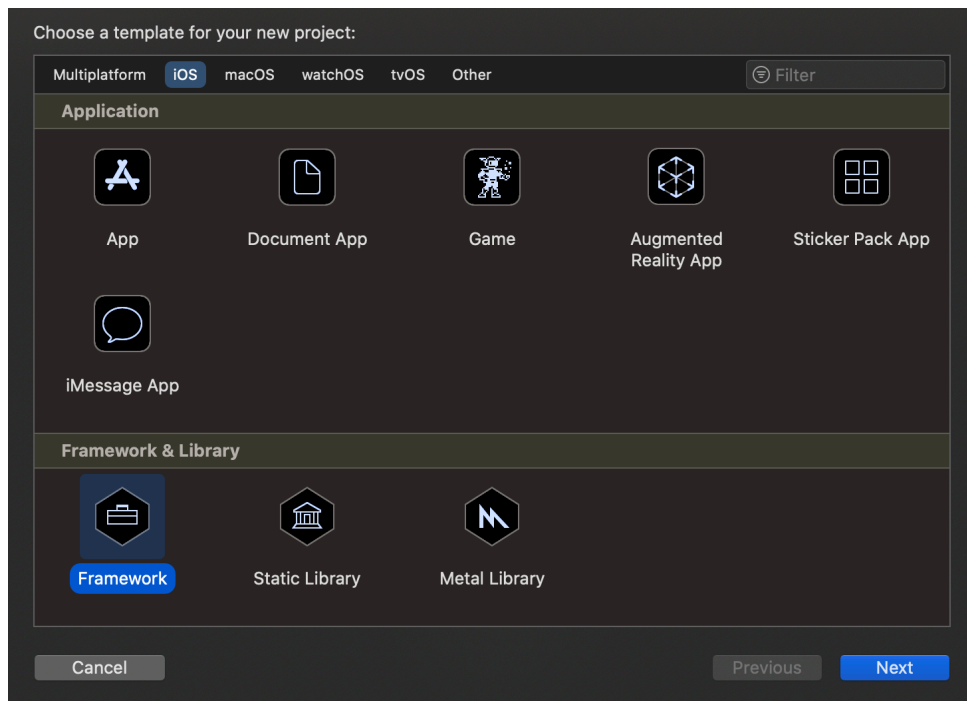 Choose a template for your new project:
Multiplatform iOS macOS watchOS tvOS Other Filter
Application
App Document App Game Augmented Reality App Sticker Pack App
iMessage App
Framework & Library
Framework Static Library Metal Library
Cancel Previous Next